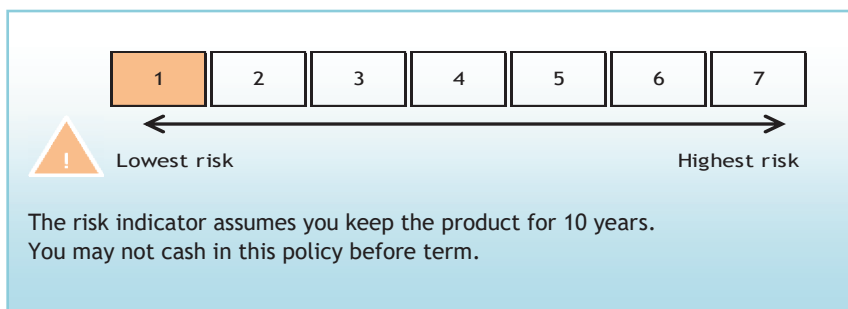 1 2 3 4 5 6 7
!
Lowest risk Highest risk
The risk indicator assumes you keep the product for 10 years.
You may not cash in this policy before term.